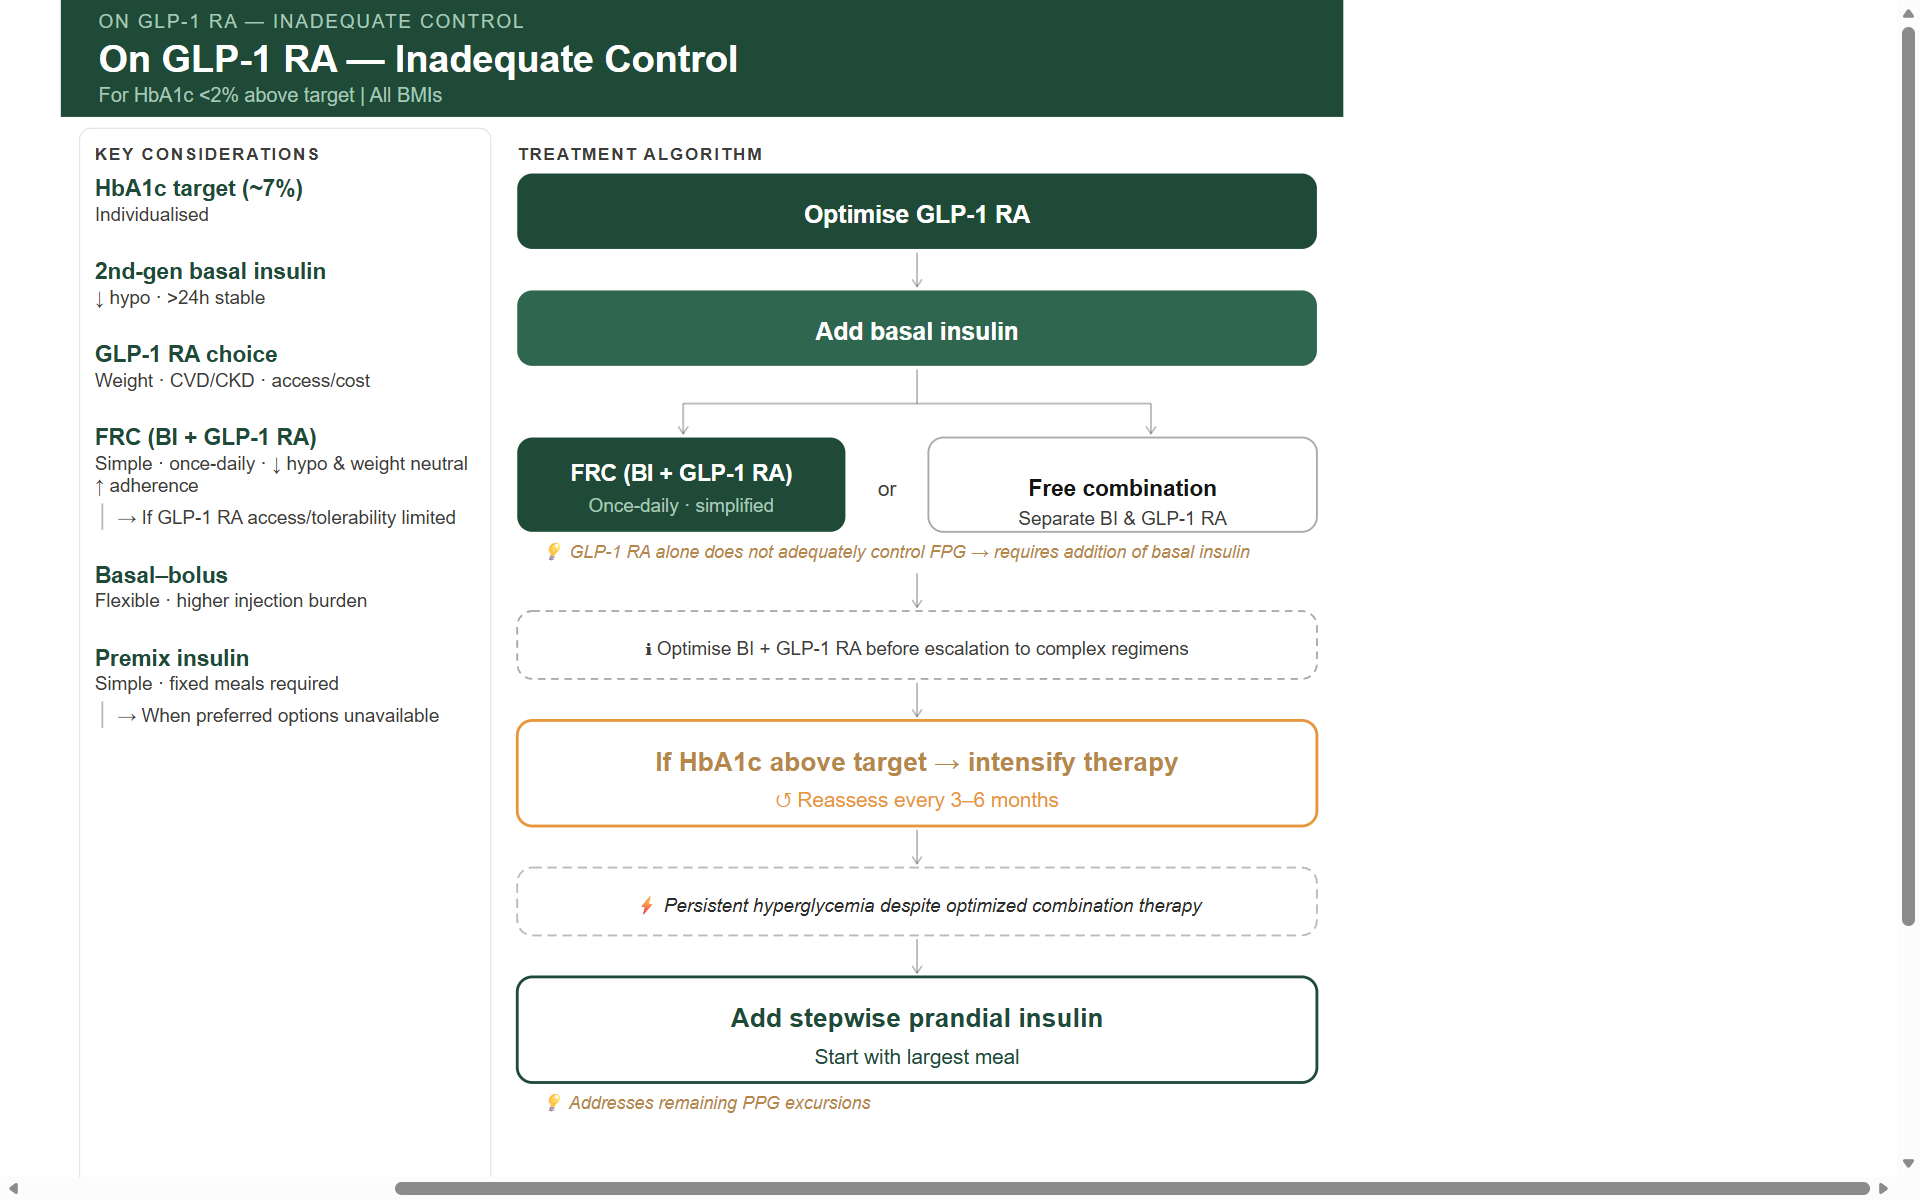 ON GLP-1 RA — INADEQUATE CONTROL
On GLP-1 RA — Inadequate Control
For HbA1c <2% above target | All BMIs
KEY CONSIDERATIONS
HbA1c target (~7%)
Individualised
2nd-gen basal insulin
↓ hypo · >24h stable
GLP-1 RA choice
Weight · CVD/CKD · access/cost
FRC (BI + GLP-1 RA)
Simple · once-daily · ↓ hypo & weight neutral
↑ adherence
→ If GLP-1 RA access/tolerability limited
Basal–bolus
Flexible · higher injection burden
Premix insulin
Simple · fixed meals required
→ When preferred options unavailable
TREATMENT ALGORITHM
Optimise GLP-1 RA
Add basal insulin
FRC (BI + GLP-1 RA)
Once-daily · simplified
or
Free combination
Separate BI & GLP-1 RA
💡 GLP-1 RA alone does not adequately control FPG → requires addition of basal insulin
ℹ Optimise BI + GLP-1 RA before escalation to complex regimens
If HbA1c above target → intensify therapy
↺ Reassess every 3–6 months
⚡ Persistent hyperglycemia despite optimized combination therapy
Add stepwise prandial insulin
Start with largest meal
💡 Addresses remaining PPG excursions